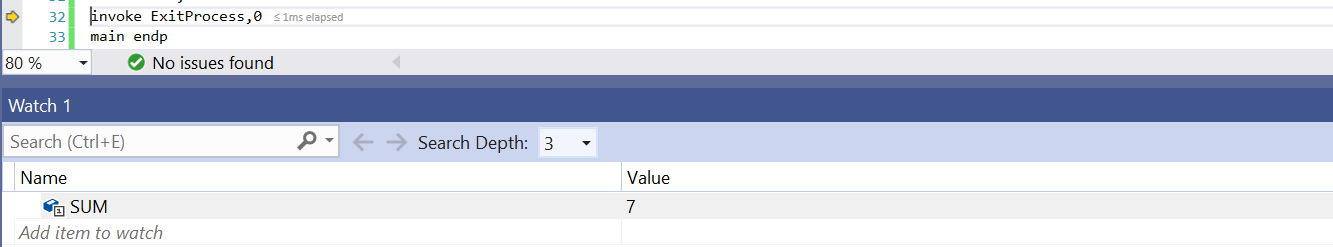 32 invoke ExitProcess,0 ≤ 1ms elapsed
33 main endp
80 % No issues found
Watch 1
Search (Ctrl+E) Search Depth: 3
Name Value
SUM 7
Add item to watch